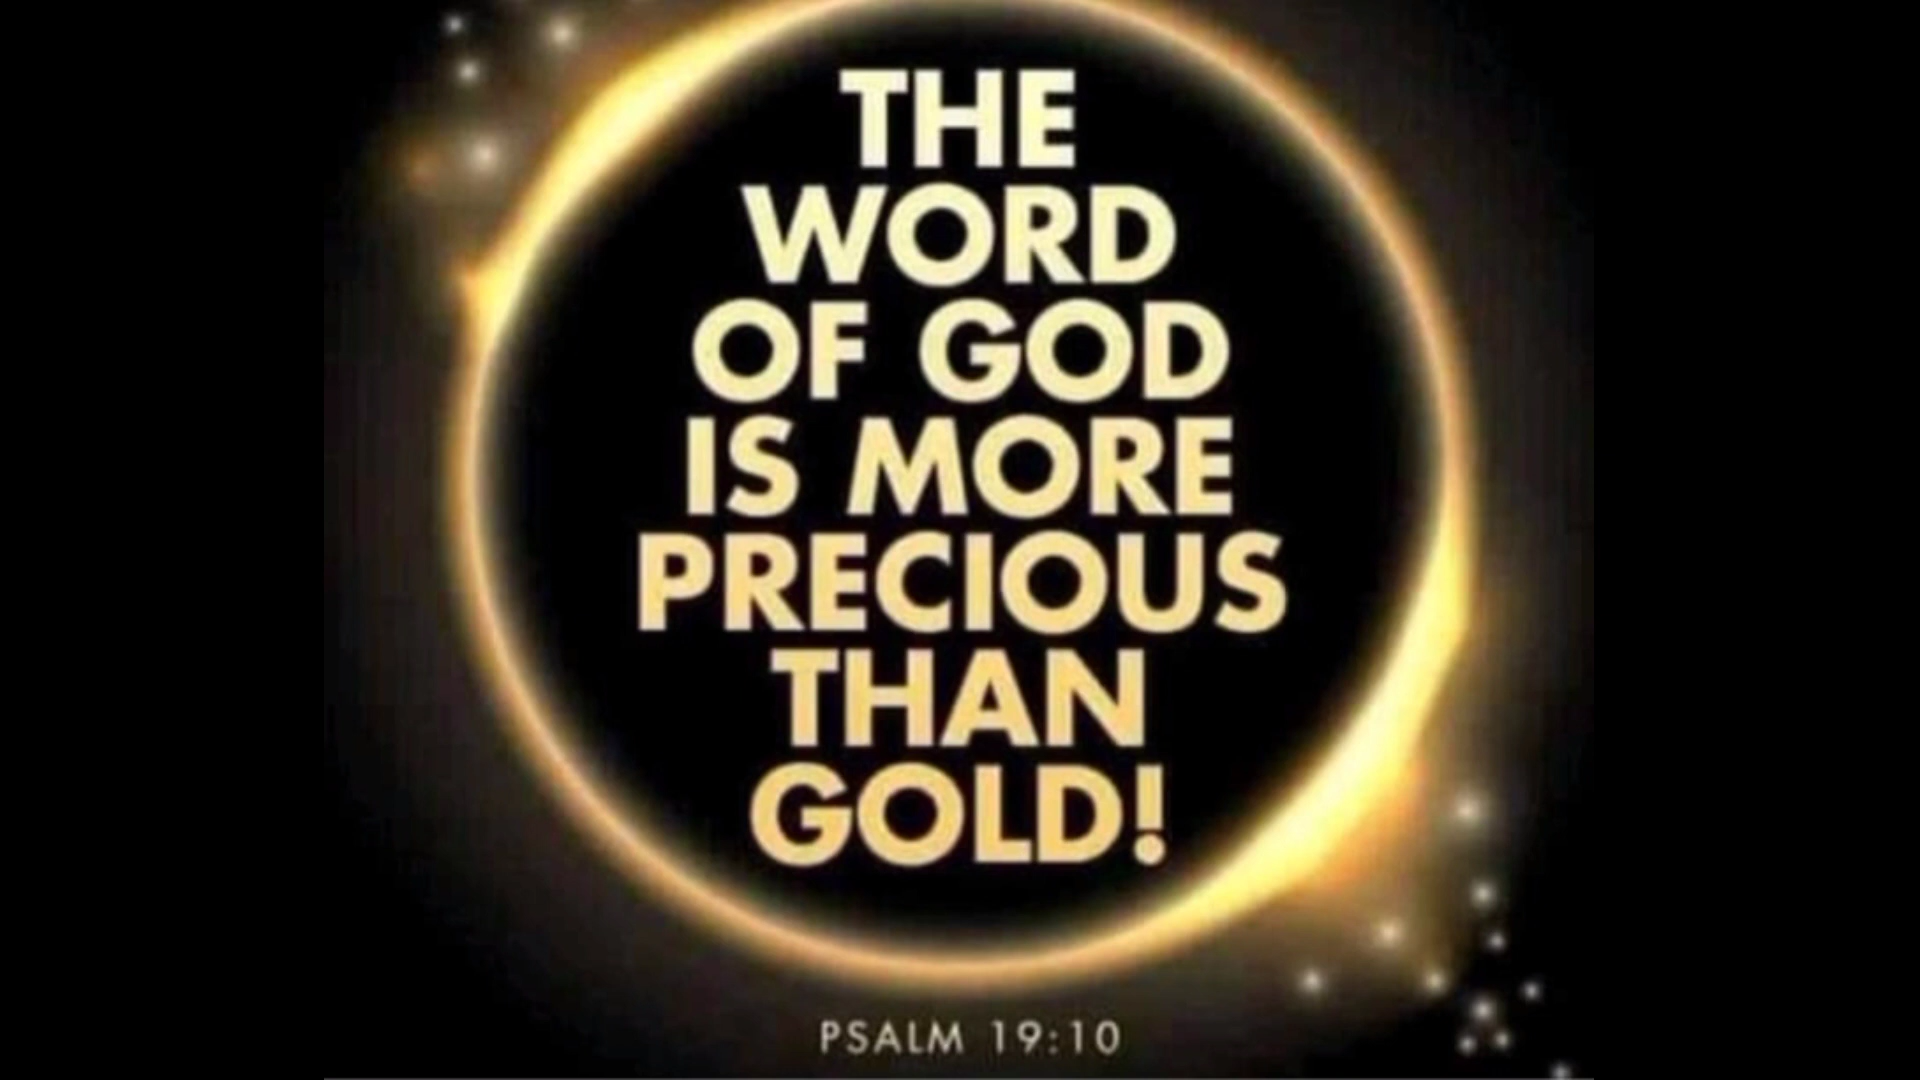 THE
WORD
OF GOD
IS MORE
PRECIOUS
THAN
GOLD!
PSALM 19:10